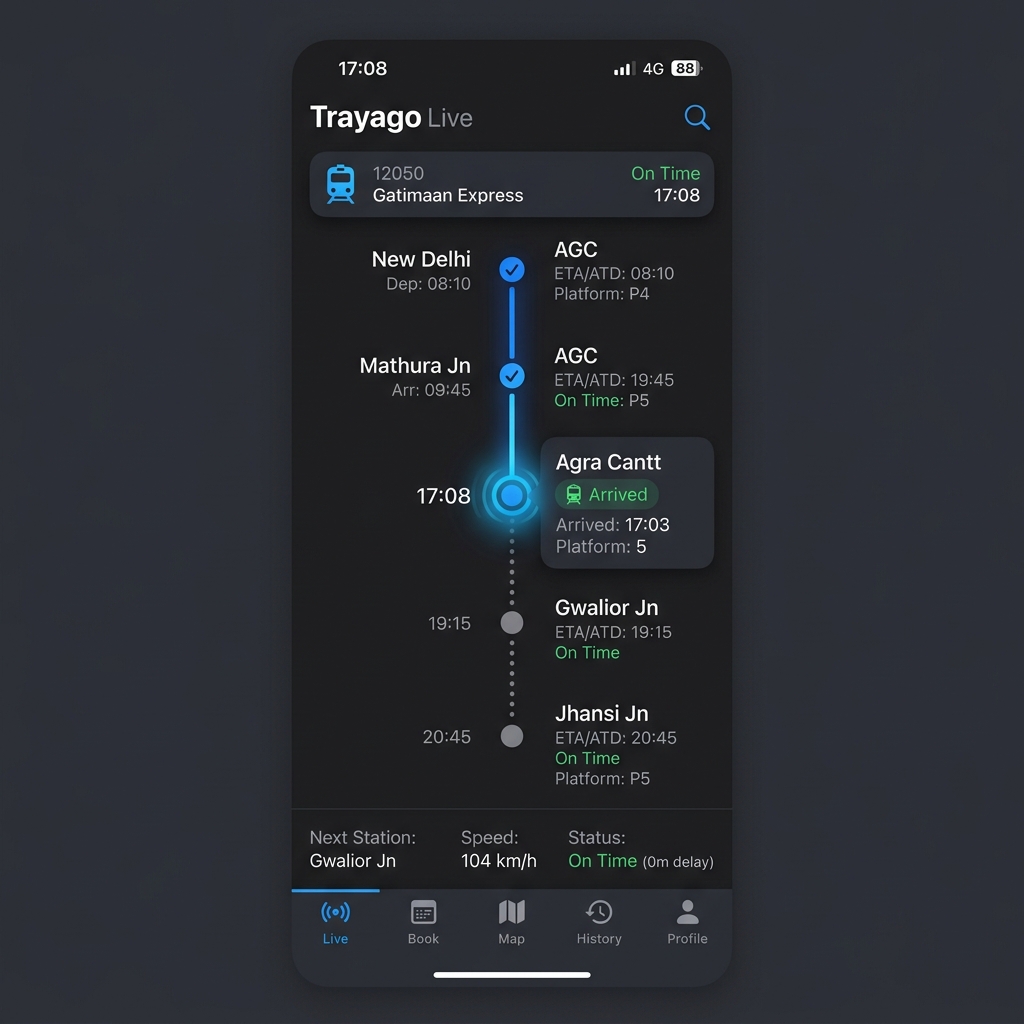 17:08
4G 88
Trayago Live
12050
Gatimaan Express
On Time
17:08
New Delhi
Dep: 08:10
AGC
ETA/ATD: 08:10
Platform: P4
Mathura Jn
Arr: 09:45
AGC
ETA/ATD: 19:45
On Time: P5
17:08
Agra Cantt
Arrived
Arrived: 17:03
Platform: 5
19:15
Gwalior Jn
ETA/ATD: 19:15
On Time
20:45
Jhansi Jn
ETA/ATD: 20:45
On Time
Platform: P5
Next Station:
Gwalior Jn
Speed:
104 km/h
Status:
On Time (0m delay)
Live
Book
Map
History
Profile